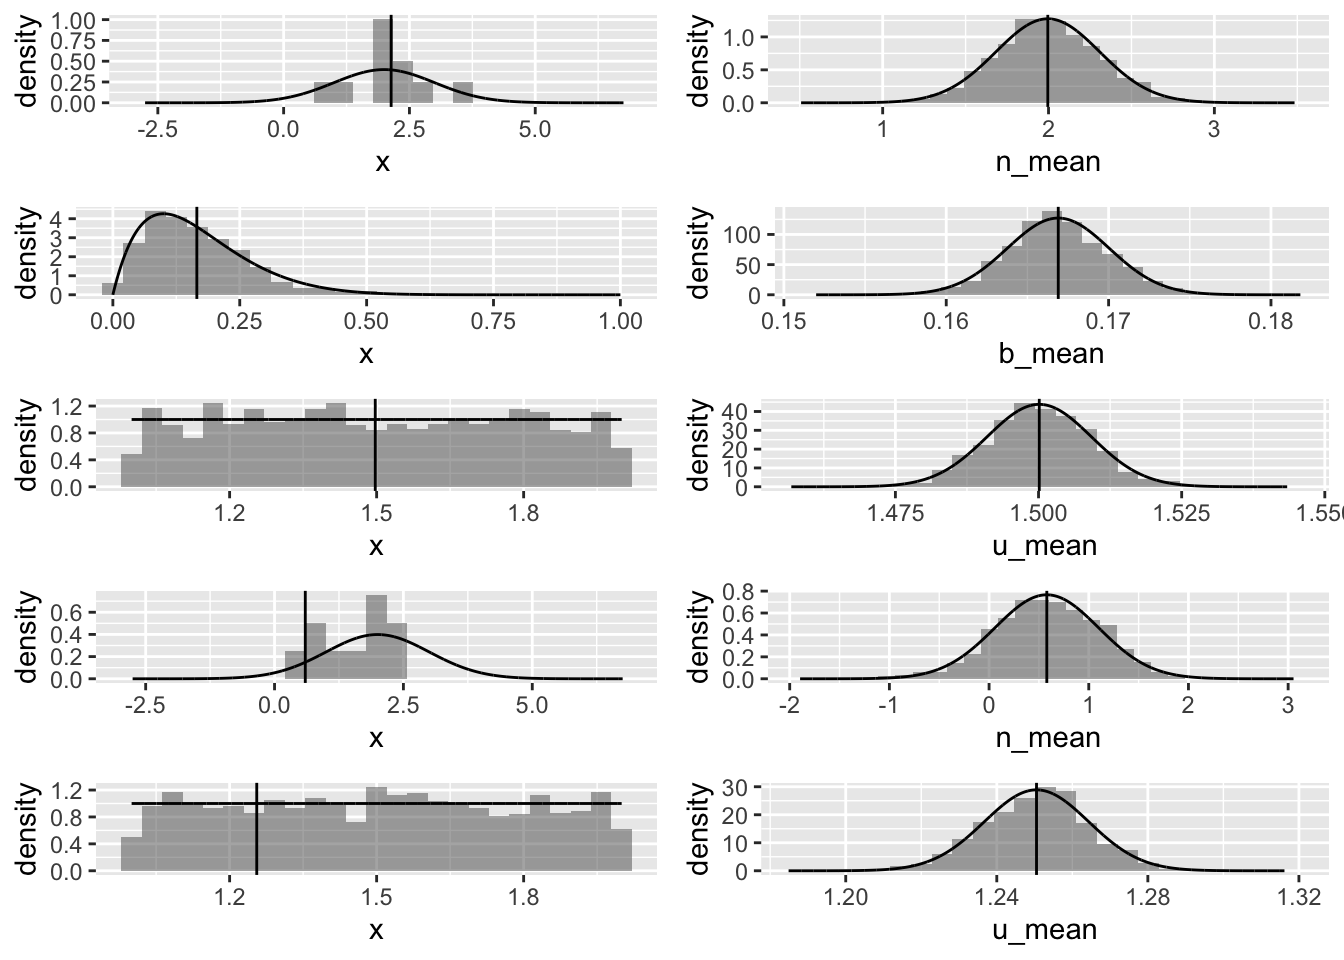 density
1.00
0.75
0.50
0.25
0.00
-2.5 0.0 2.5 5.0
x
density
1.0
0.5
0.0
1 2 3
n_mean
density
4
3
2
1
0
0.00 0.25 0.50 0.75 1.00
x
density
100
50
0
0.15 0.16 0.17 0.18
b_mean
density
1.2
0.8
0.4
0.0
1.2 1.5 1.8
x
density
40
30
20
10
0
1.475 1.500 1.525
u_mean
density
0.6
0.4
0.2
0.0
-2.5 0.0 2.5 5.0
x
density
0.8
0.6
0.4
0.2
0.0
-2 -1 0 1 2 3
n_mean
density
1.2
0.8
0.4
0.0
1.2 1.5 1.8
x
density
30
20
10
0
1.20 1.24 1.28 1.32
u_mean